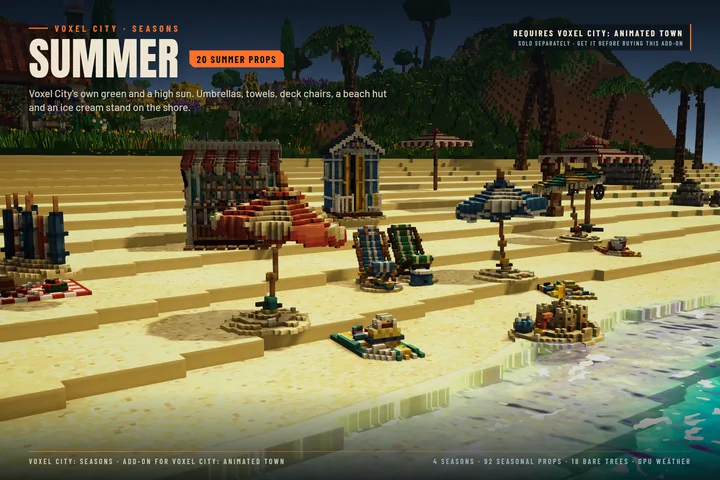 VOXEL CITY · SEASONS
SUMMER
20 SUMMER PROPS
Voxel City's own green and a high sun. Umbrellas, towels, deck chairs, a beach hut
and an ice cream stand on the shore.
REQUIRES VOXEL CITY: ANIMATED TOWN
SOLD SEPARATELY · GET IT BEFORE BUYING THIS ADD-ON
VOXEL CITY: SEASONS · ADD-ON FOR VOXEL CITY: ANIMATED TOWN
4 SEASONS · 92 SEASONAL PROPS · 18 BARE TREES · GPU WEATHER